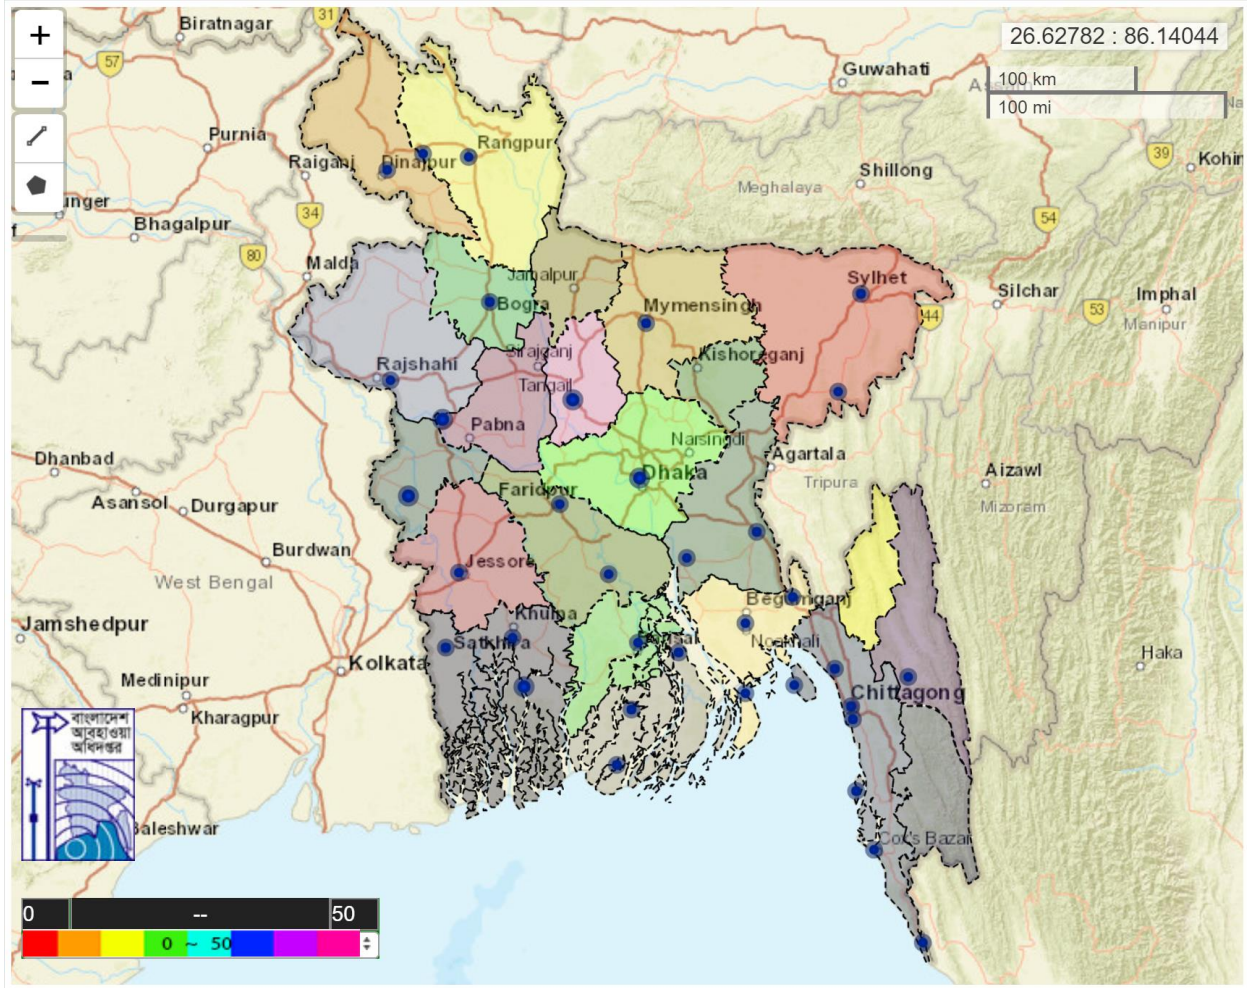 +
−
31
Biratnagar
57
26.62782 : 86.14044
Guwahati
100 km
100 mi
Purnia
Rangpur
Dinajpur
Raiganj
39
Shillong
Meghalaya
34
54
Bhagalpur
80
Malda
Jamalpur
Bogra
Sylhet
Silchar
44
53
Imphal
Manipur
Mymensingh
Sirajganj
Kishoreganj
Rajshahi
Tangail
Pabna
Narsingdi
Dhanbad
Dhaka
Agartala
Tripura
Aizawl
Mizoram
Asansol
Durgapur
Faridpur
Burdwan
West Bengal
Jessore
Begumganj
Jamshedpur
Khulna
Satkhira
Barisal
Noakhali
Kolkata
Haka
Medinipur
Chittagong
Kharagpur
বাংলাদেশ
আবহাওয়া
অধিদপ্তর
Baleshwar
Cox's Bazar
0
--
50
0 ~ 50